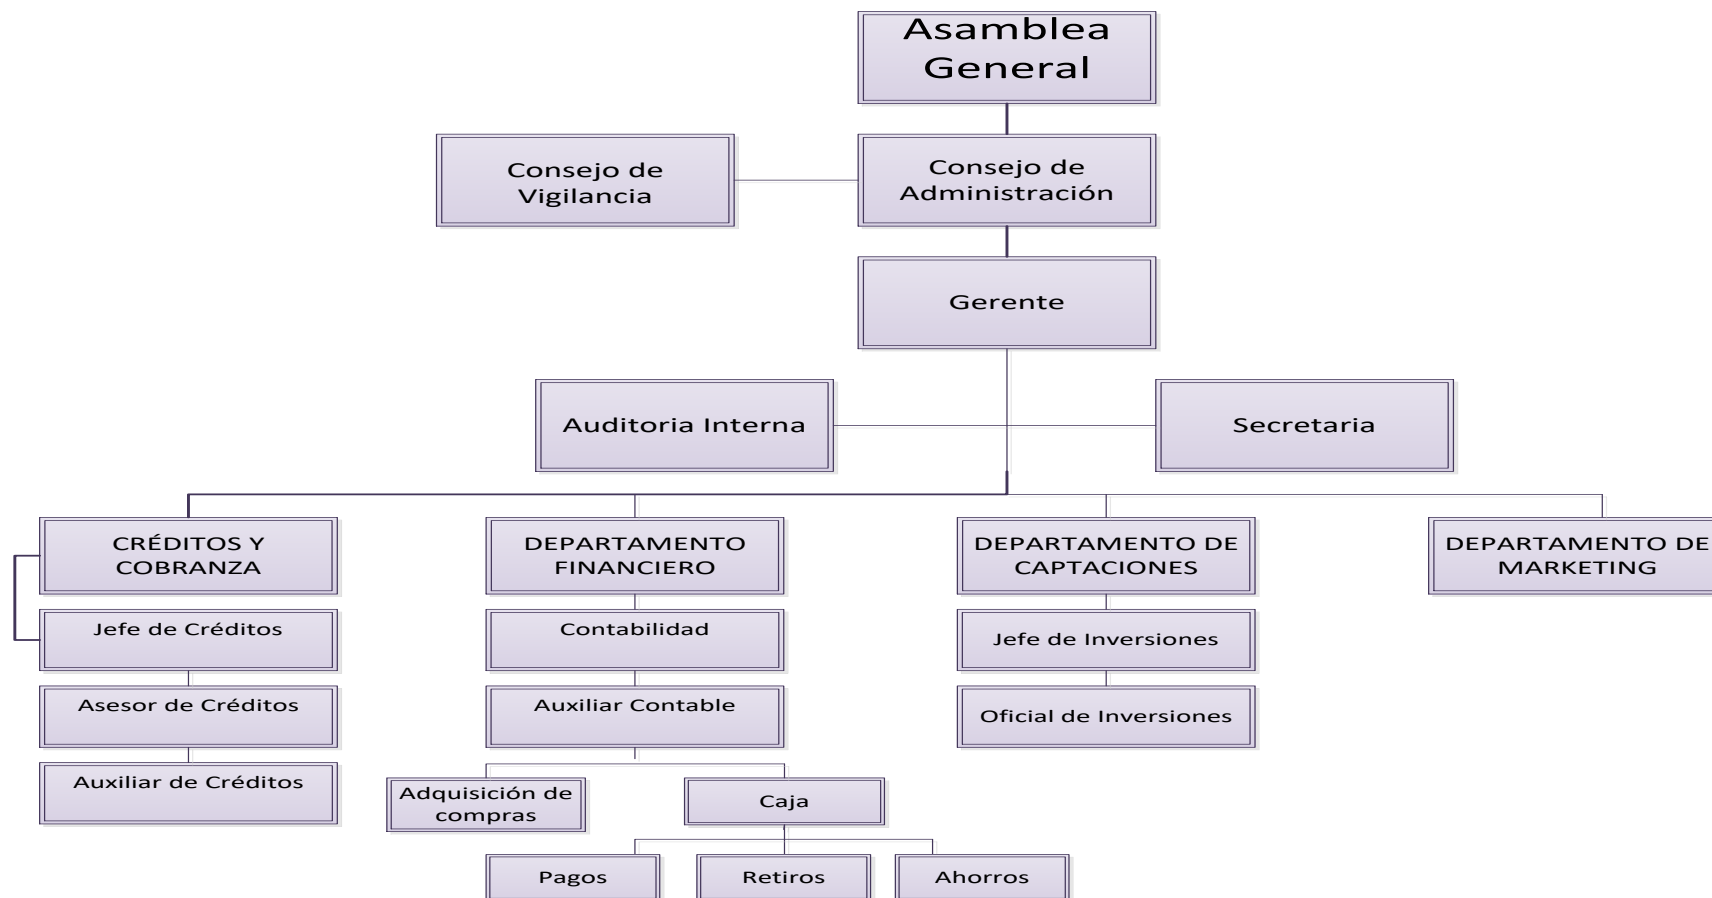 Asamblea
General
Consejo de
Vigilancia
Consejo de
Administración
Gerente
Auditoria Interna
Secretaria
CRÉDITOS Y
COBRANZA
DEPARTAMENTO
FINANCIERO
DEPARTAMENTO DE
CAPTACIONES
DEPARTAMENTO DE
MARKETING
Jefe de Créditos
Contabilidad
Jefe de Inversiones
Asesor de Créditos
Auxiliar Contable
Oficial de Inversiones
Auxiliar de Créditos
Adquisición de
compras
Caja
Pagos
Retiros
Ahorros